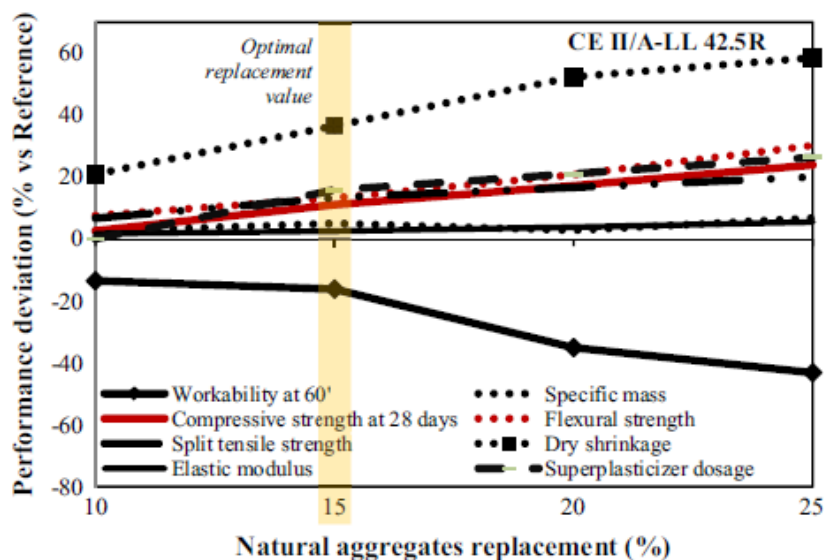 Performance deviation (% vs Reference)
60
40
20
0
-20
-40
-60
-80
Optimal
replacement
value
CE II/A-LL 42.5R
Workability at 60'
Specific mass
Compressive strength at 28 days
Flexural strength
Split tensile strength
Dry shrinkage
Elastic modulus
Superplasticizer dosage
10 15 20 25
Natural aggregates replacement (%)